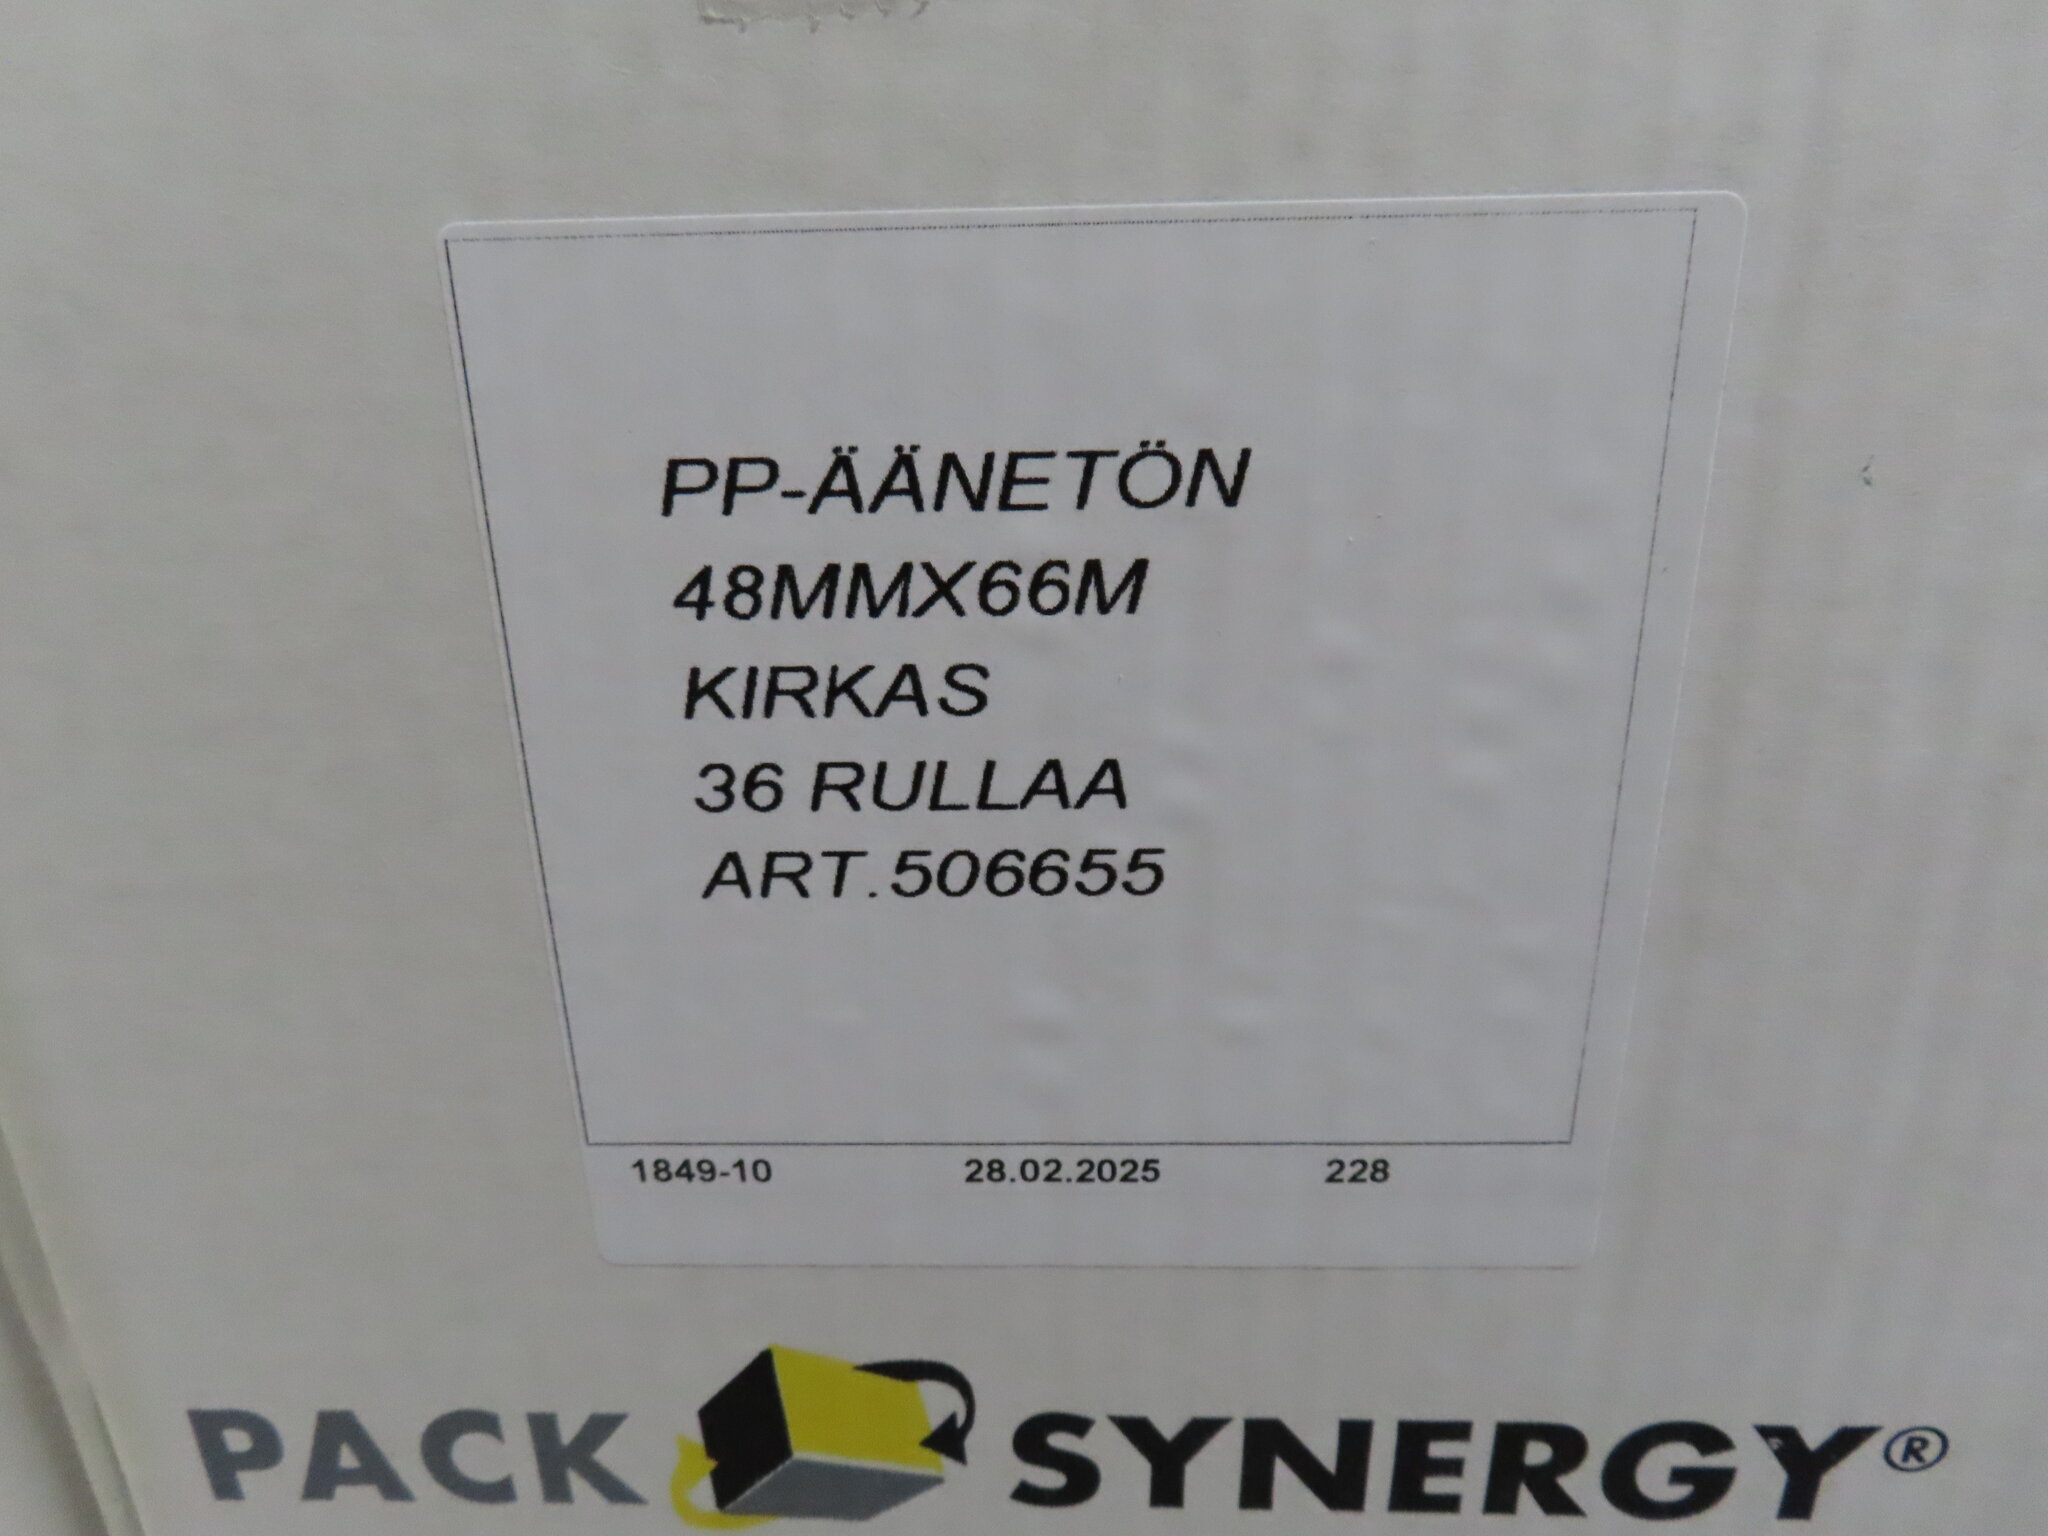 PP-ÄÄNETÖN
48MMX66M
KIRKAS
36 RULLAA
ART.506655
1849-10 28.02.2025 228
PACK SYNERGY®